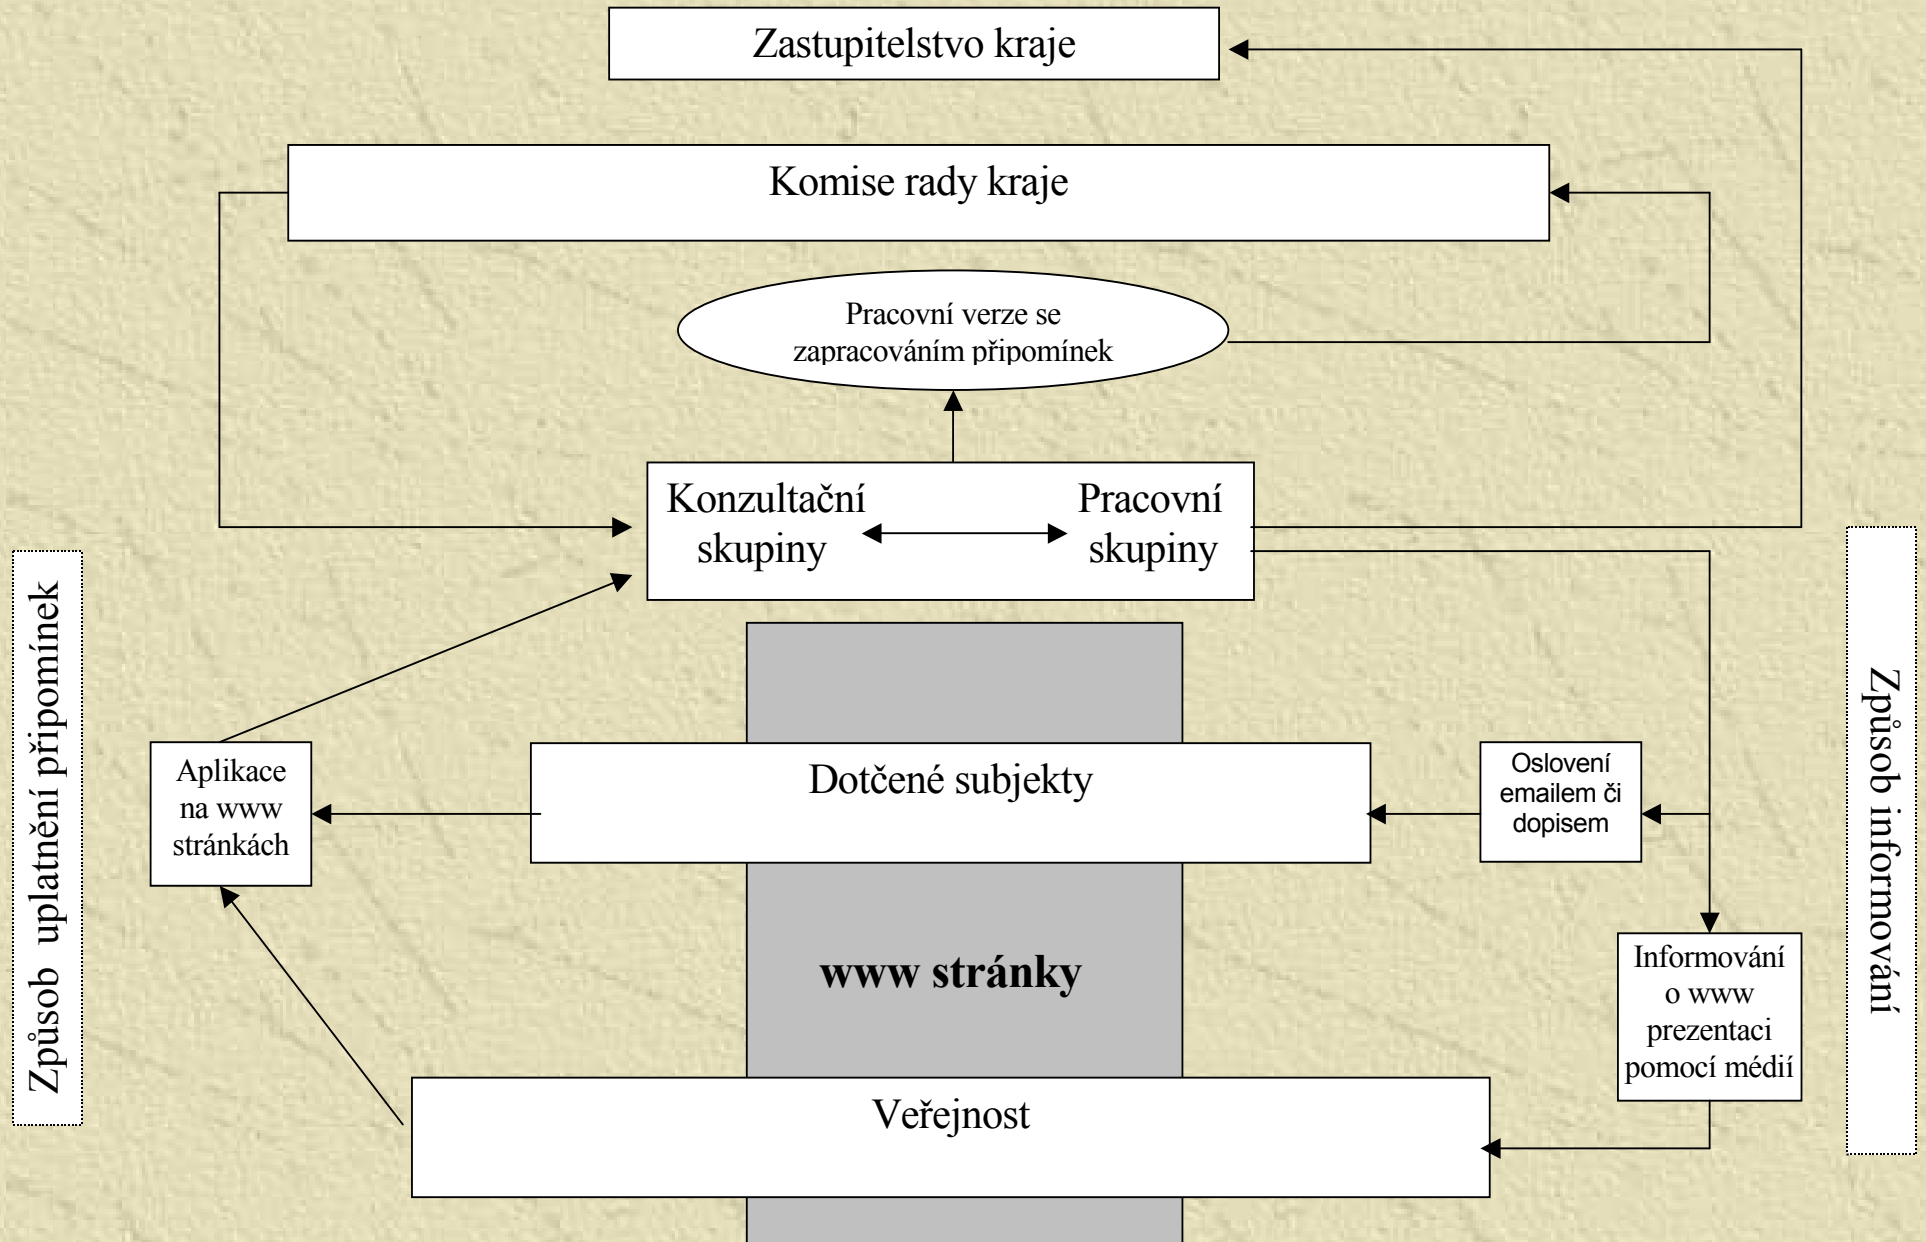 Zastupitelstvo kraje
Komise rady kraje
Pracovní verze se
zapracováním připomínek
Konzultační
skupiny
Pracovní
skupiny
Způsob uplatnění připomínek
Způsob informování
Aplikace
na www
stránkách
Dotčené subjekty
Oslovení
emailem či
dopisem
www stránky
Informování
o www
prezentaci
pomocí médií
Veřejnost